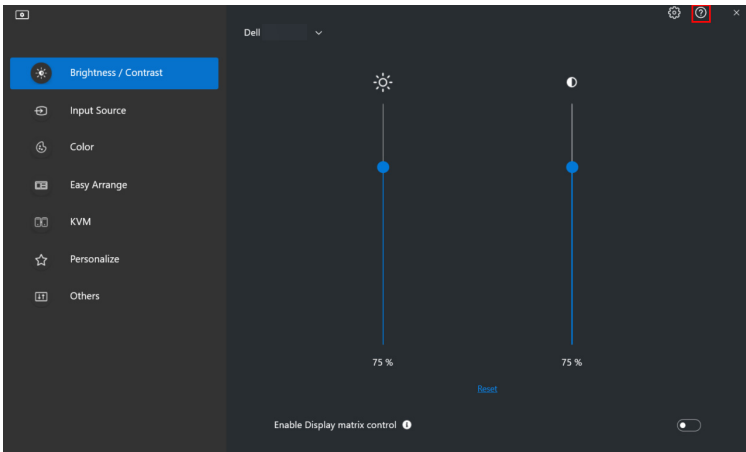 Dell
Brightness / Contrast
Input Source
Color
Easy Arrange
KVM
Personalize
Others
75 %
75 %
Reset
Enable Display matrix control